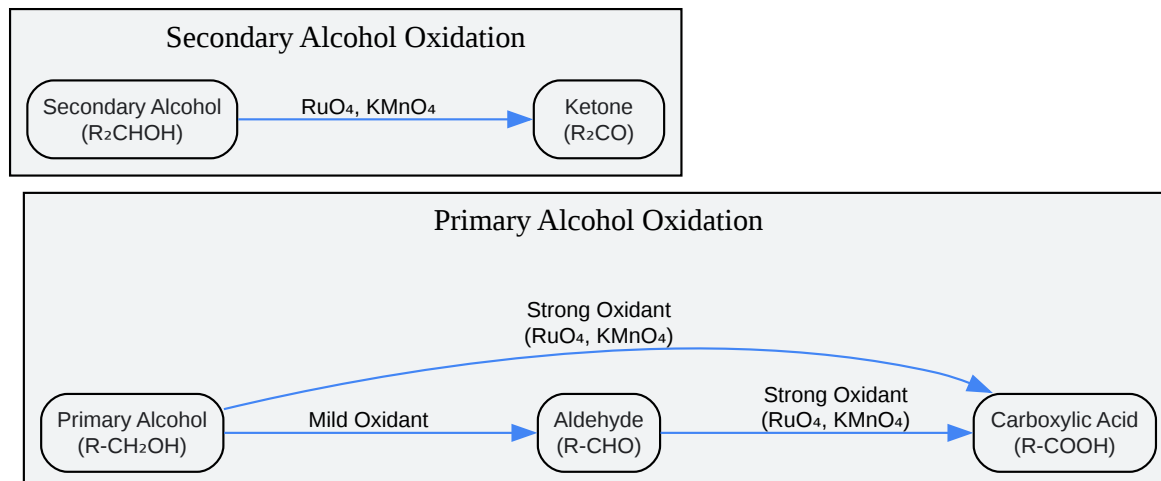 Secondary Alcohol Oxidation
Secondary Alcohol
(R₂CHOH)
RuO₄, KMnO₄
Ketone
(R₂CO)
Primary Alcohol Oxidation
Strong Oxidant
(RuO₄, KMnO₄)
Primary Alcohol
(R-CH₂OH)
Mild Oxidant
Aldehyde
(R-CHO)
Strong Oxidant
(RuO₄, KMnO₄)
Carboxylic Acid
(R-COOH)